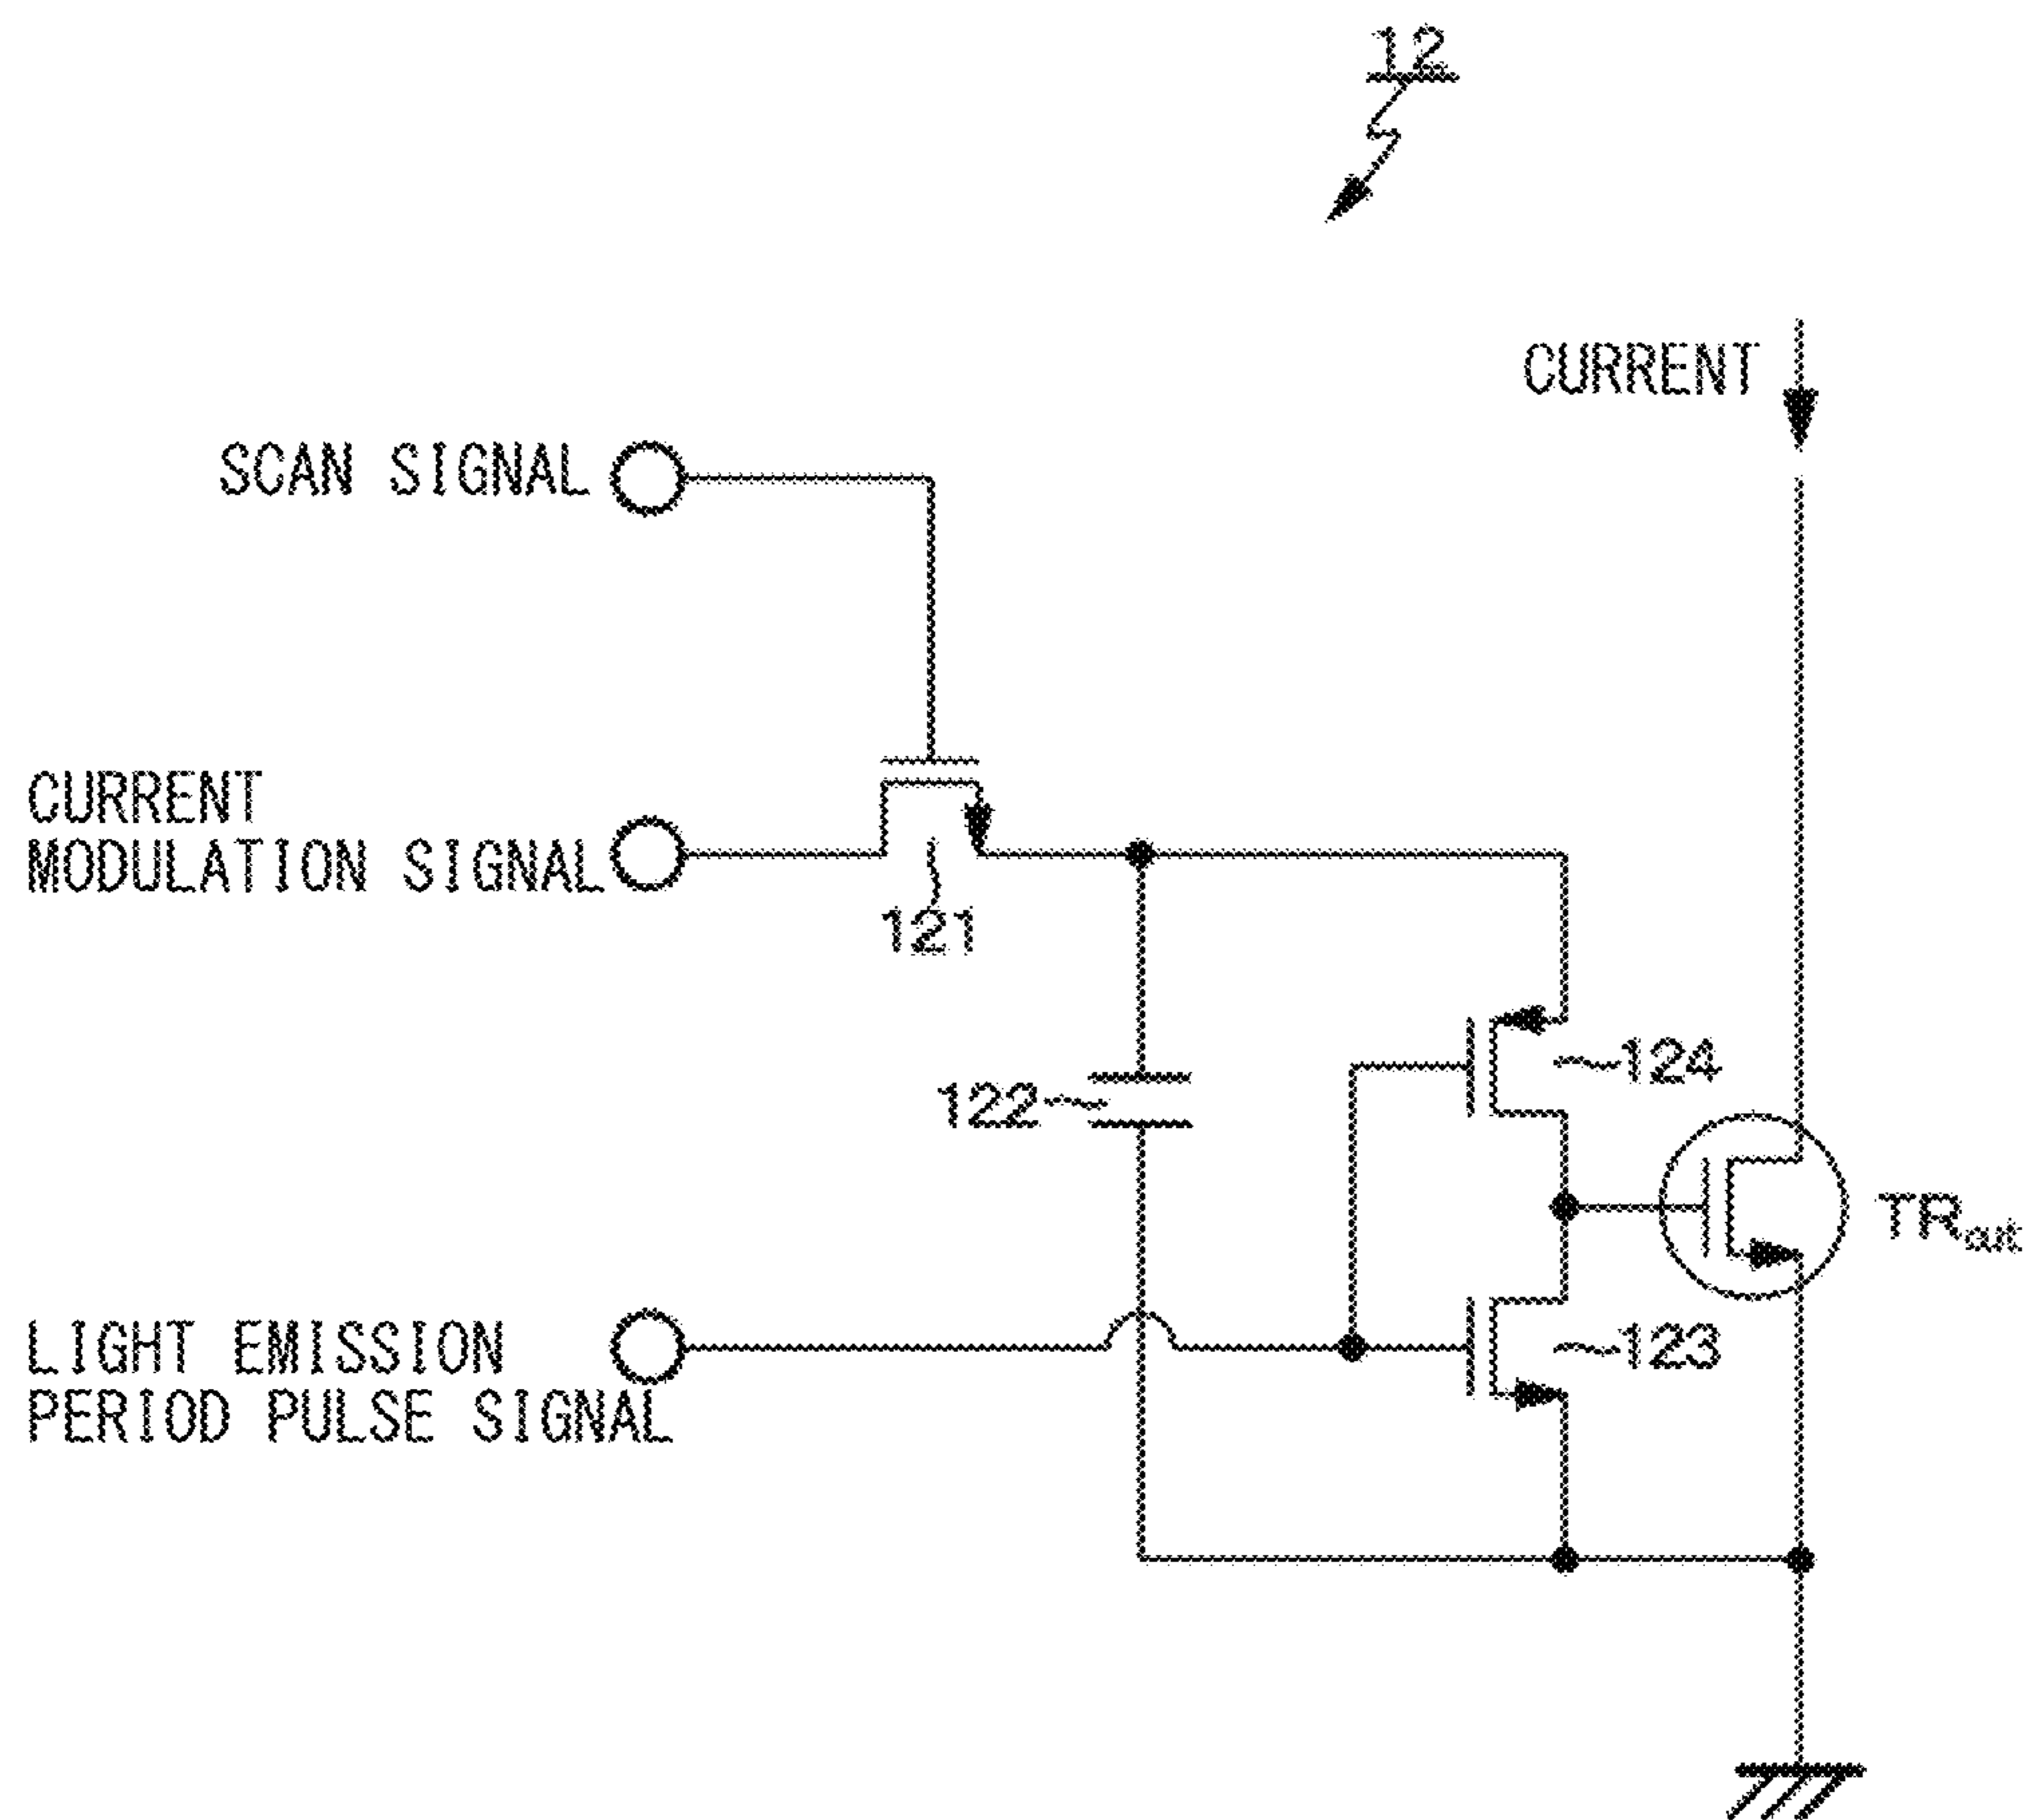 12
CURRENT
SCAN SIGNAL
CURRENT
MODULATION SIGNAL
121
124
122
TRout
LIGHT EMISSION
PERIOD PULSE SIGNAL
123